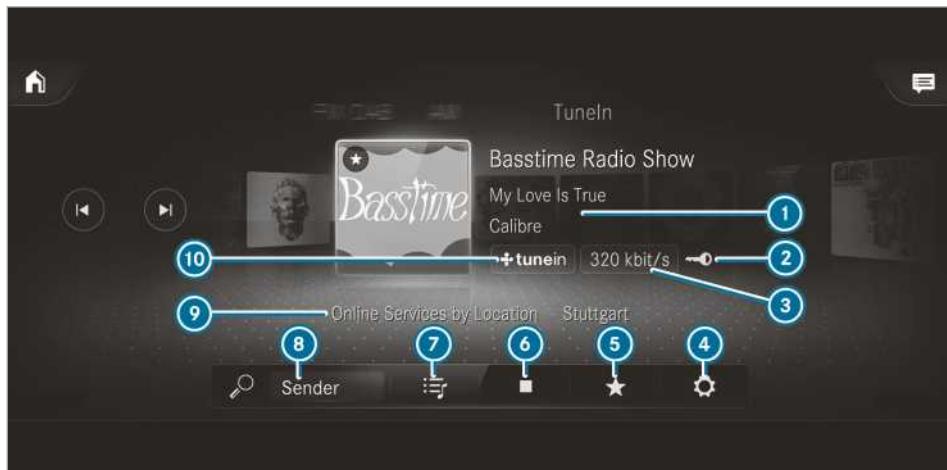 TuneIn
Basstime Radio Show
Basstime
My Love Is True
1
Calibre
10
tunein
320 kbit/s
2
3
9
Online Services by Location
Stuttgart
8
7
6
5
4
Sender